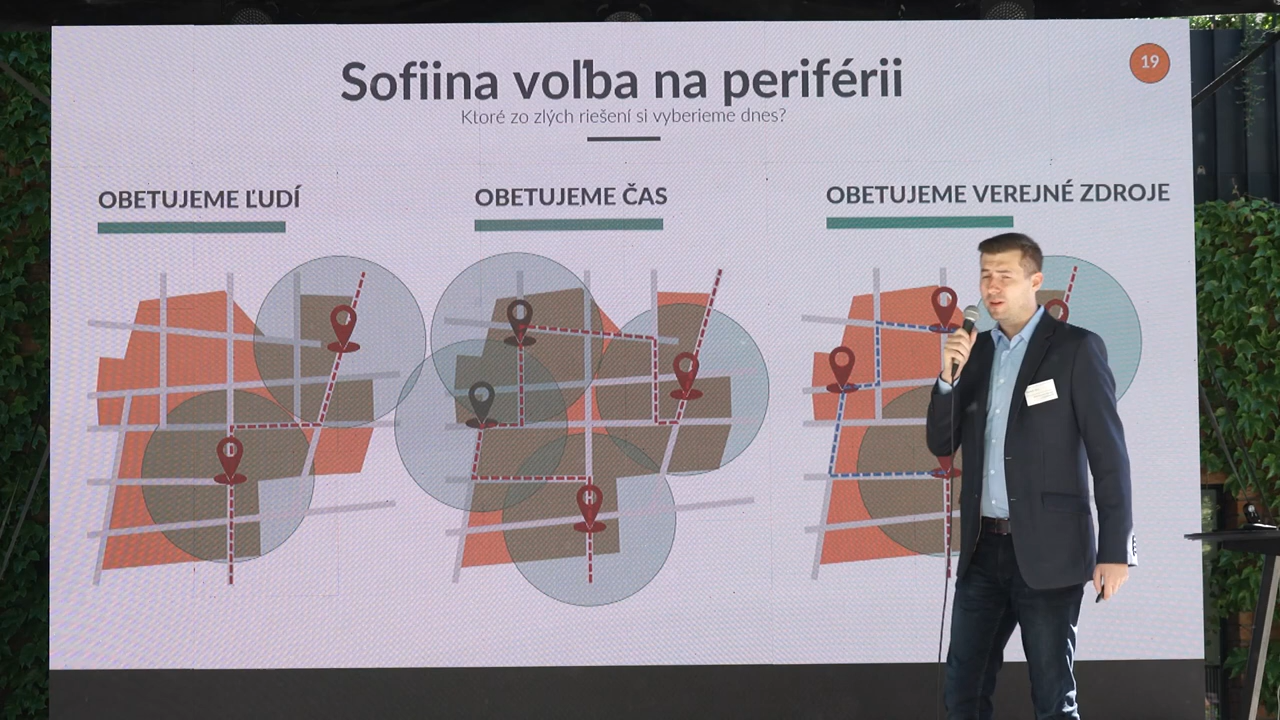 Sofiina voľba na periférii
19
Ktoré zo zlých riešení si vyberieme dnes?
OBETUJEME ĽUDÍ
OBETUJEME ČAS
OBETUJEME VEREJNÉ ZDROJE
H